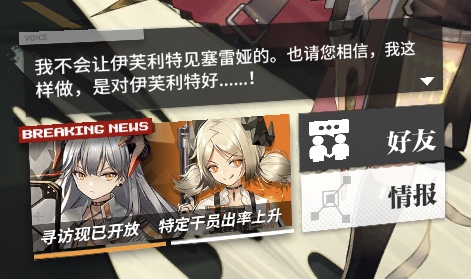 VOICE
我不会让伊芙利特见塞雷娅的。也请您相信，我这
样做，是对伊芙利特好......！
BREAKING NEWS
寻访现已开放
特定干员出率上升
好友
情报